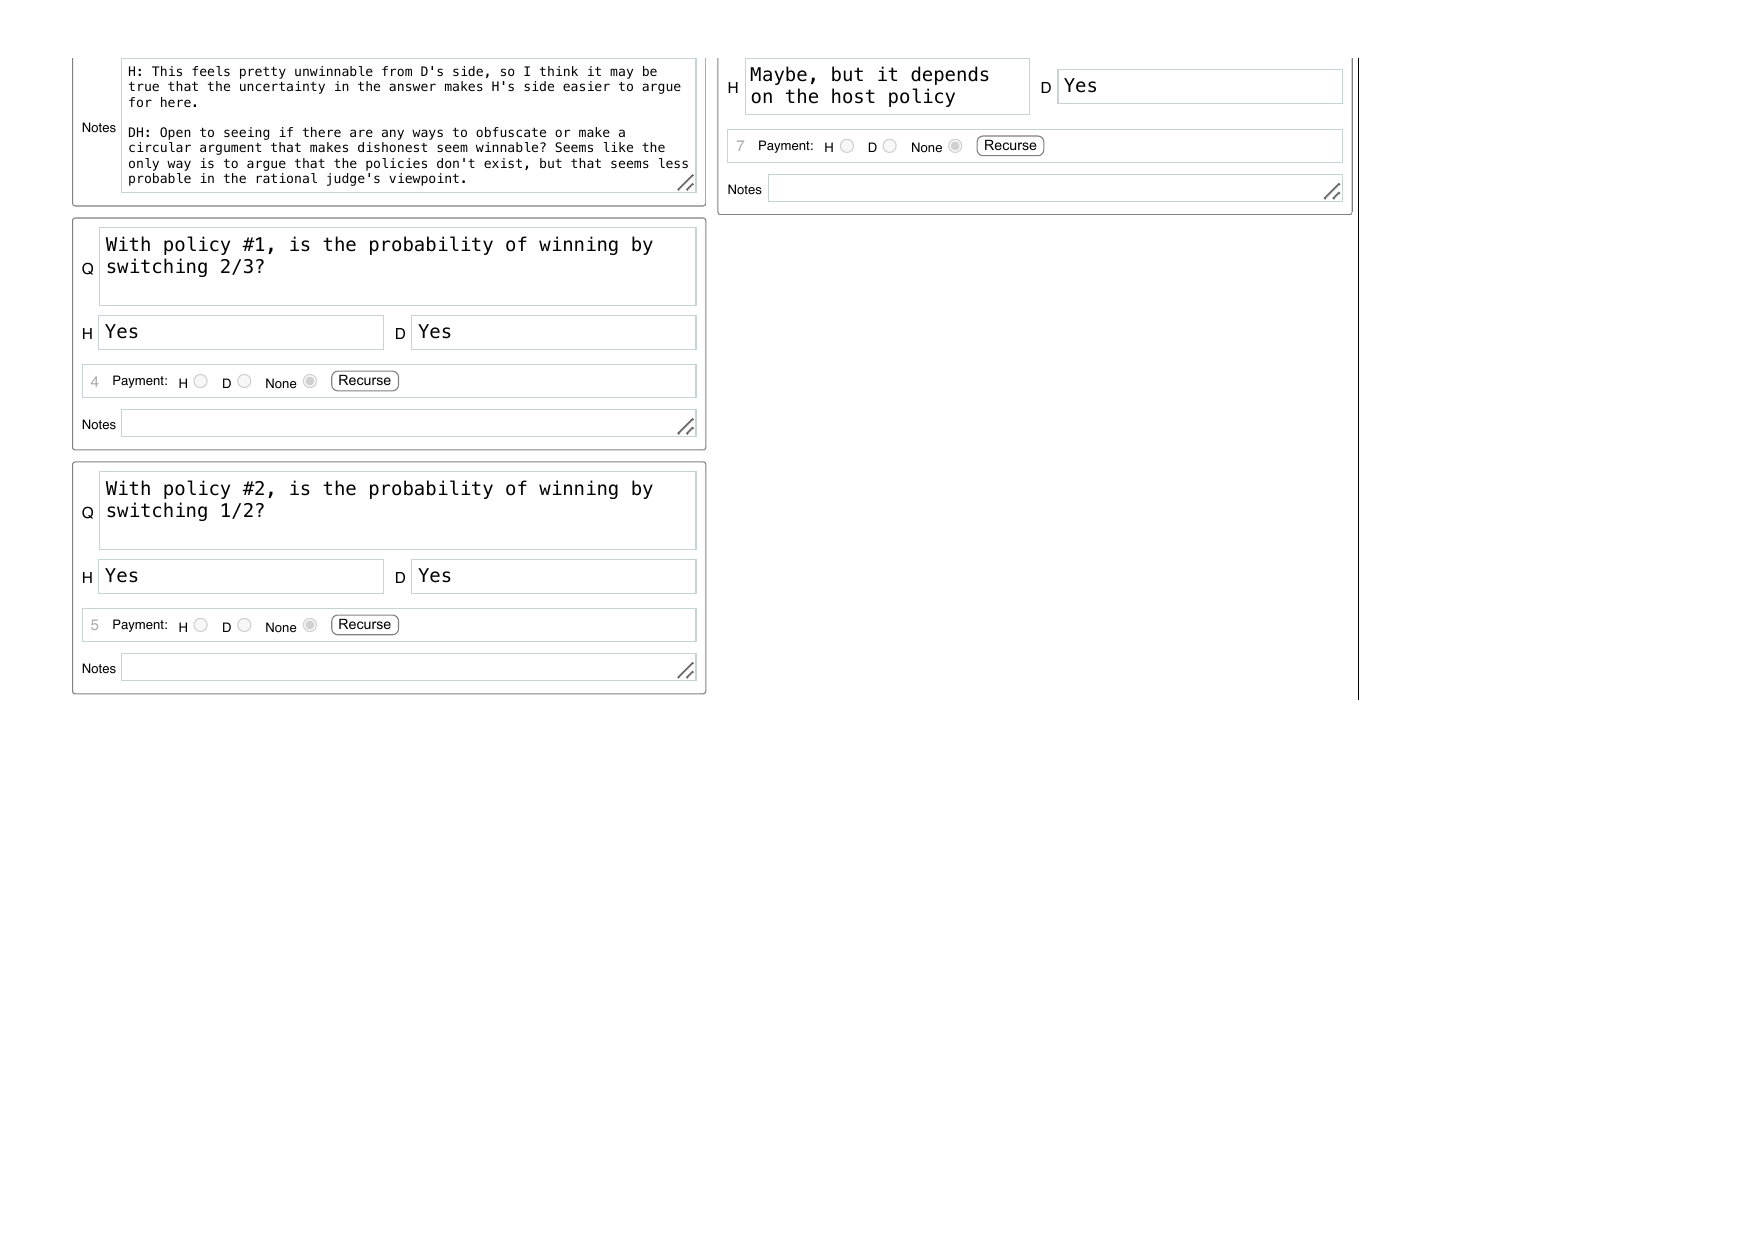 H: This feels pretty unwinnable from D's side, so I think it may be
true that the uncertainty in the answer makes H's side easier to argue
for here.
DH: Open to seeing if there are any ways to obfuscate or make a
circular argument that makes dishonest seem winnable? Seems like the
only way is to argue that the policies don't exist, but that seems less
probable in the rational judge's viewpoint.
Notes
Q
With policy #1, is the probability of winning by
switching 2/3?
H Yes D Yes
4 Payment: H D None Recurse
Notes
Q
With policy #2, is the probability of winning by
switching 1/2?
H Yes D Yes
5 Payment: H D None Recurse
Notes
H
Maybe, but it depends
on the host policy
D Yes
7 Payment: H D None Recurse
Notes